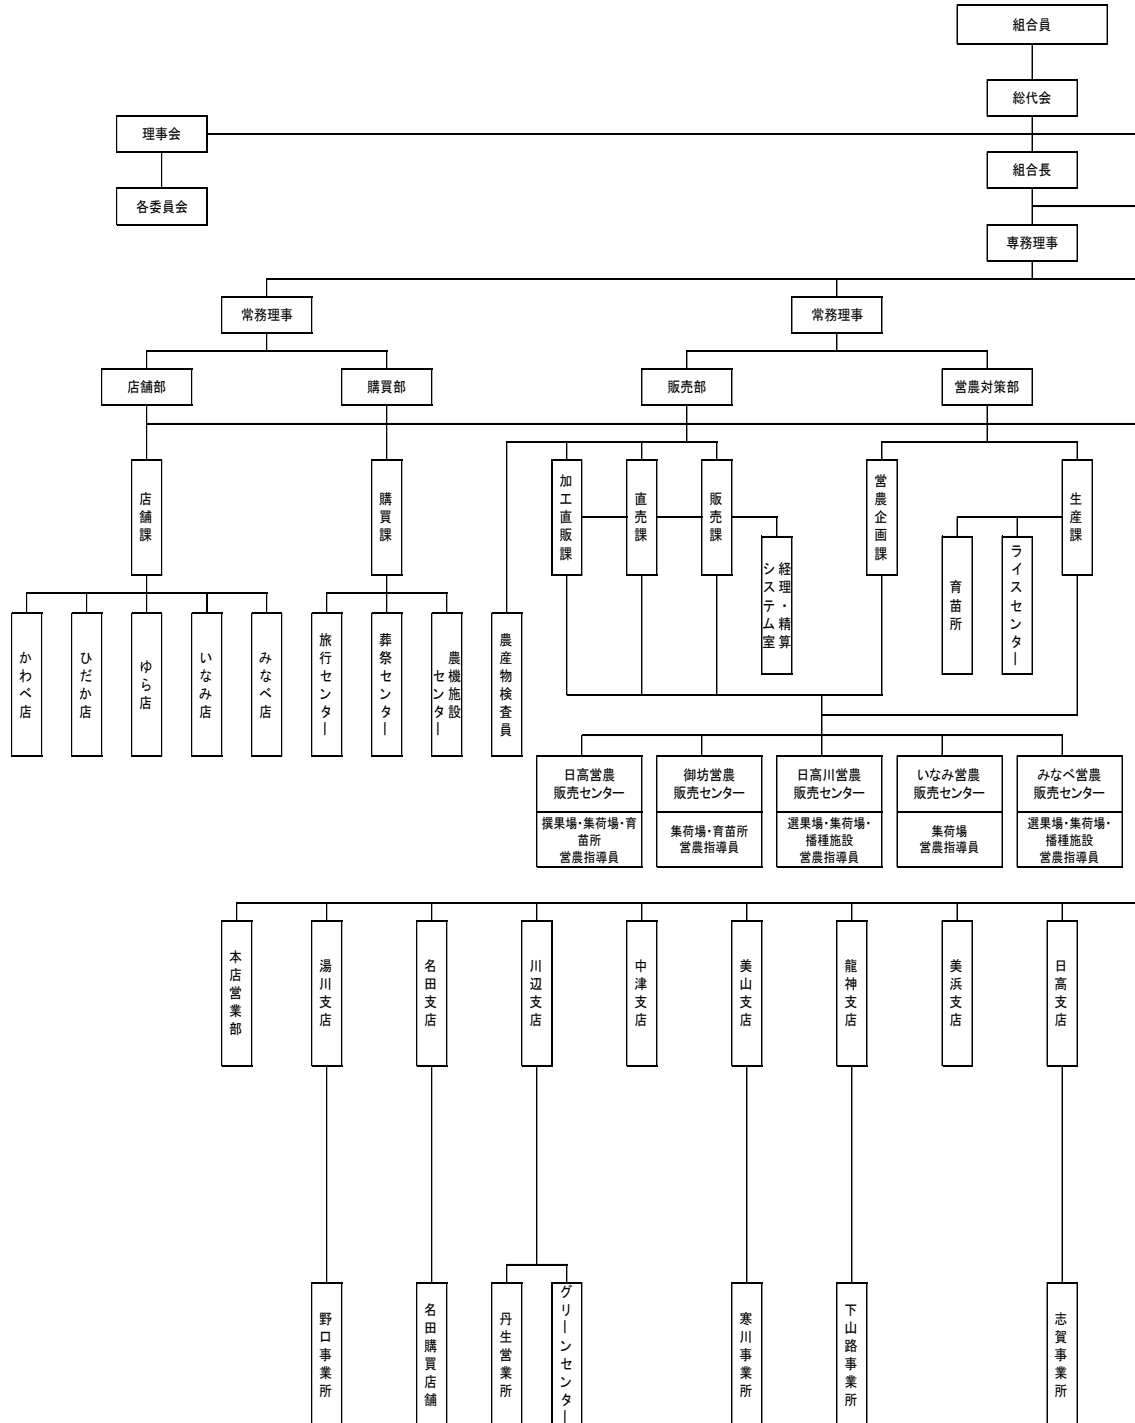 組合員
総代会
理事会
組合長
各委員会
専務理事
常務理事
常務理事
店舗部
購買部
販売部
営農対策部
店舗課
購買課
加工直販課
直売課
販売課
経理・精算
システム室
営農企画課
生産課
育苗所
ライスセンター
かわべ店
ひだか店
ゆら店
いなみ店
みなべ店
旅行センター
葬祭センター
農機施設
センター
農産物検査員
日高営農
販売センター
撰果場・集荷場・育
苗所
営農指導員
御坊営農
販売センター
集荷場・育苗所
営農指導員
日高川営農
販売センター
選果場・集荷場・
播種施設
営農指導員
いなみ営農
販売センター
集荷場
営農指導員
みなべ営農
販売センター
選果場・集荷場・
播種施設
営農指導員
本店営業部
湯川支店
名田支店
川辺支店
中津支店
美山支店
龍神支店
美浜支店
日高支店
野口事業所
名田購買店舗
丹生営業所
グリーンセンター
寒川事業所
下山路事業所
志賀事業所